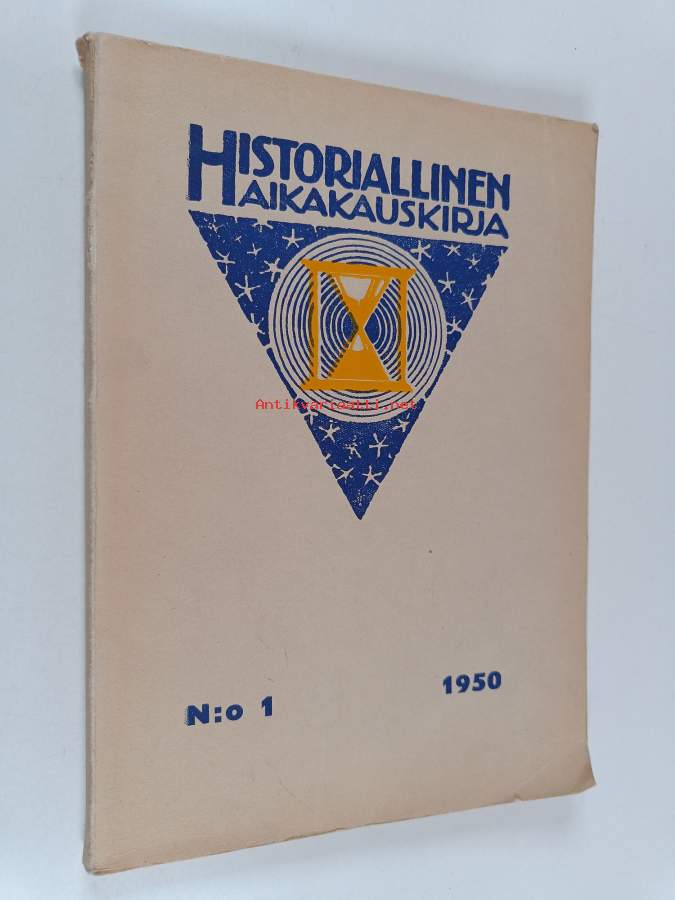 HISTORIALLINEN
AIKAKAUSKIRJA
Antikvariaatti.net
N:o 1
1950